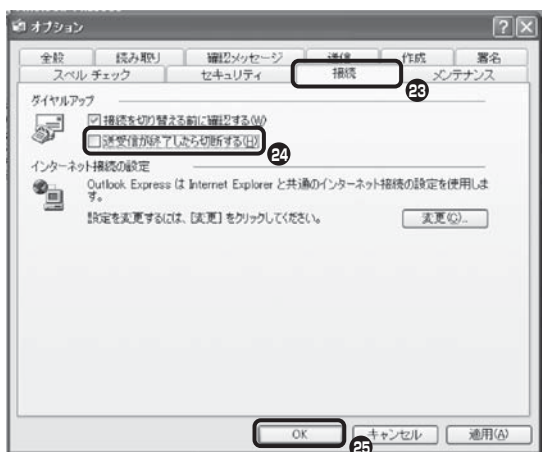 オプション
全般 読み取り 確認メッセージ 送信 作成 署名
スペル チェック セキュリティ 接続 メンテナンス
23
ダイヤルアップ
接続を切り替える前に確認する(W)
送受信が終了したら切断する(H)
24
インターネット接続の設定
Outlook Express は Internet Explorer と共通のインターネット接続の設定を使用しま
す。
設定を変更するには、[変更] をクリックしてください。 変更(C)...
OK キャンセル 適用(A)
25